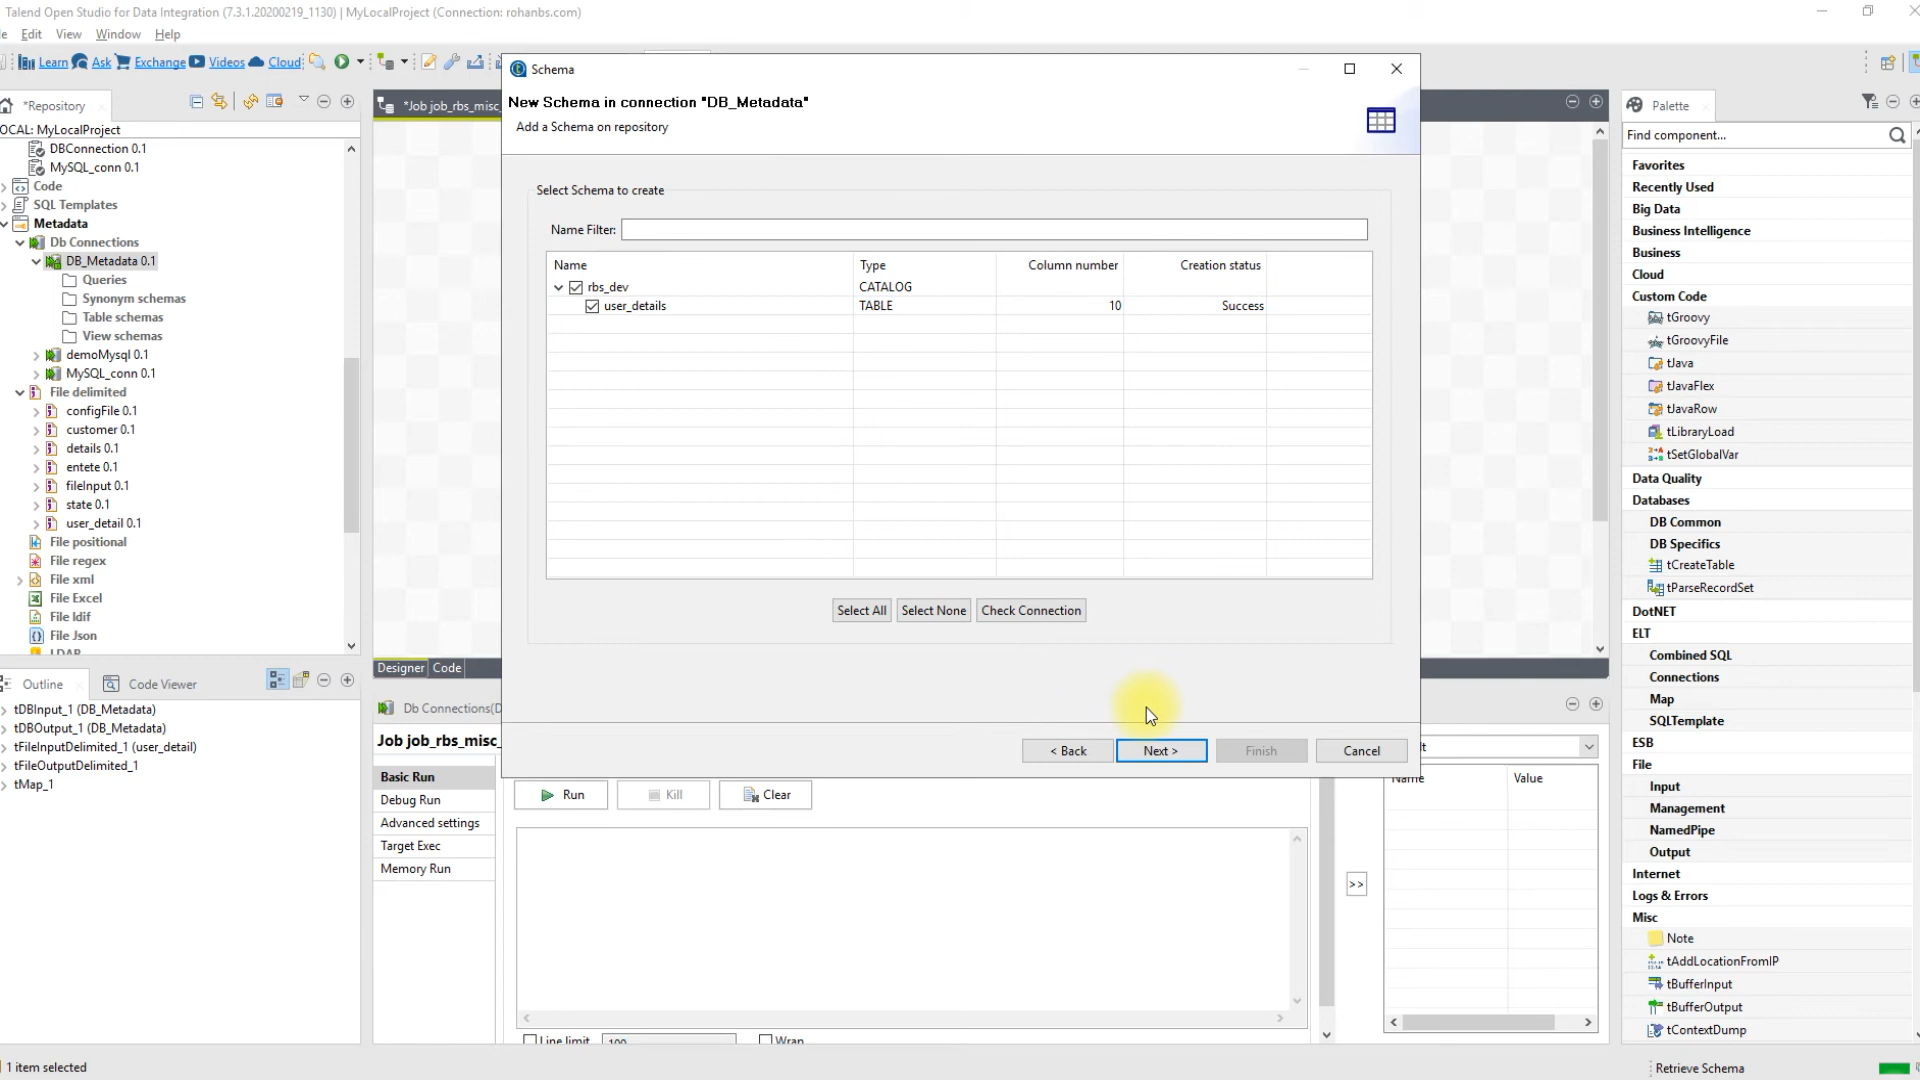 Talend Open Studio for Data Integration (7.3.1.20200219_1130) | MyLocalProject (Connection: rohanbs.com)
Edit View Window Help
Learn Ask Exchange Videos Cloud
*Repository
OCAL: MyLocalProject
DBConnection 0.1
MySQL_conn 0.1
Code
SQL Templates
Metadata
Db Connections
DB_Metadata 0.1
Queries
Synonym schemas
Table schemas
View schemas
demoMysql 0.1
MySQL_conn 0.1
File delimited
configFile 0.1
customer 0.1
details 0.1
entete 0.1
fileInput 0.1
state 0.1
user_detail 0.1
File positional
File regex
File xml
File Excel
File ldif
File Json
LDAP
Outline
Code Viewer
tDBInput_1 (DB_Metadata)
tDBOutput_1 (DB_Metadata)
tFileInputDelimited_1 (user_detail)
tFileOutputDelimited_1
tMap_1
1 item selected
*Job job_rbs_misc_
Designer Code
Db Connections(D
Job job_rbs_misc_
Basic Run
Debug Run
Advanced settings
Target Exec
Memory Run
Schema
New Schema in connection "DB_Metadata"
Add a Schema on repository
Select Schema to create
Name Filter:
Name Type Column number Creation status
rbs_dev CATALOG
user_details TABLE 10 Success
Select All Select None Check Connection
< Back Next > Finish Cancel
Run Kill Clear
Line limit 100 Wrap
>>
Name Value
Palette
Find component...
Favorites
Recently Used
Big Data
Business Intelligence
Business
Cloud
Custom Code
tGroovy
tGroovyFile
tJava
tJavaFlex
tJavaRow
tLibraryLoad
tSetGlobalVar
Data Quality
Databases
DB Common
DB Specifics
tCreateTable
tParseRecordSet
DotNET
ELT
Combined SQL
Connections
Map
SQLTemplate
ESB
File
Input
Management
NamedPipe
Output
Internet
Logs & Errors
Misc
Note
tAddLocationFromIP
tBufferInput
tBufferOutput
tContextDump
Retrieve Schema